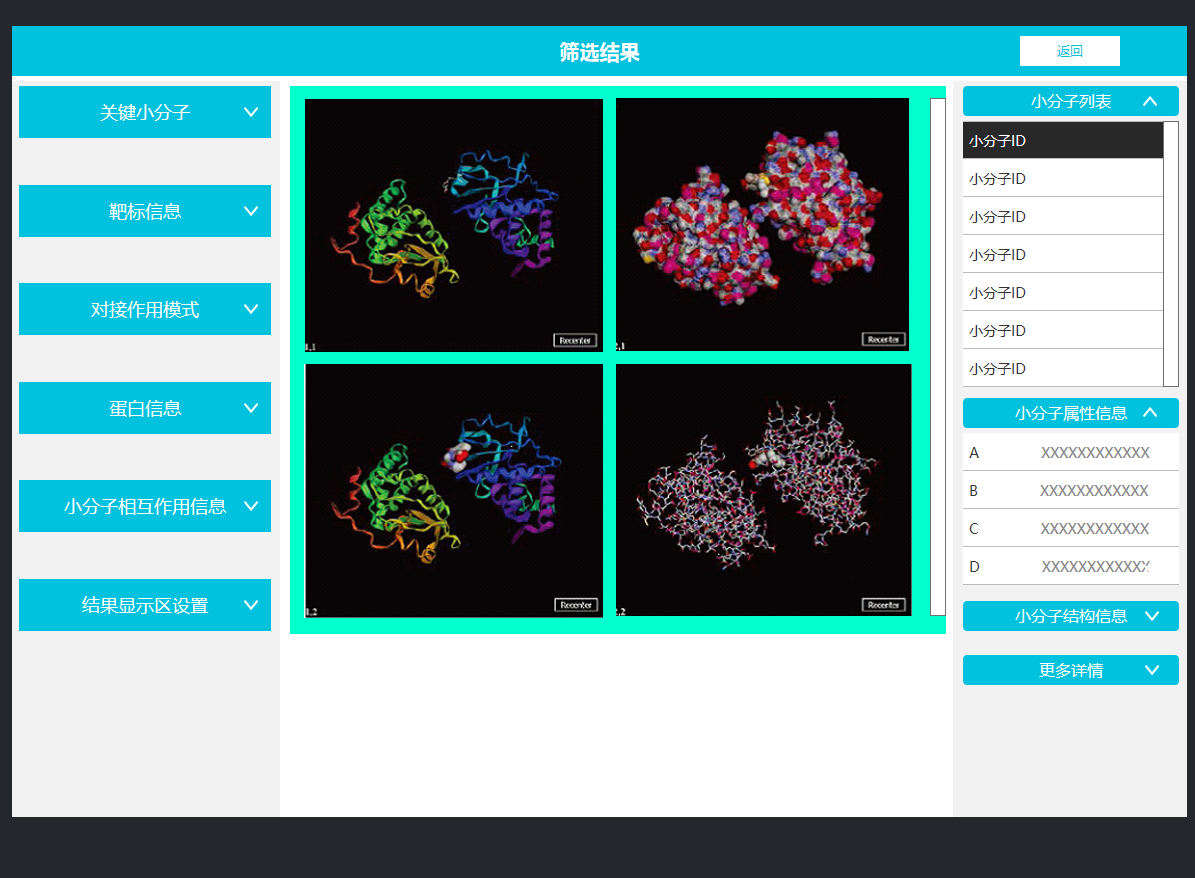 筛选结果
返回
关键小分子
靶标信息
对接作用模式
蛋白信息
小分子相互作用信息
结果显示区设置
Recenter
1,1
Recenter
2,1
Recenter
1,2
Recenter
2,2
小分子列表
小分子ID
小分子ID
小分子ID
小分子ID
小分子ID
小分子ID
小分子ID
小分子属性信息
A XXXXXXXXXXXX
B XXXXXXXXXXXX
C XXXXXXXXXXXX
D XXXXXXXXXXXX
小分子结构信息
更多详情